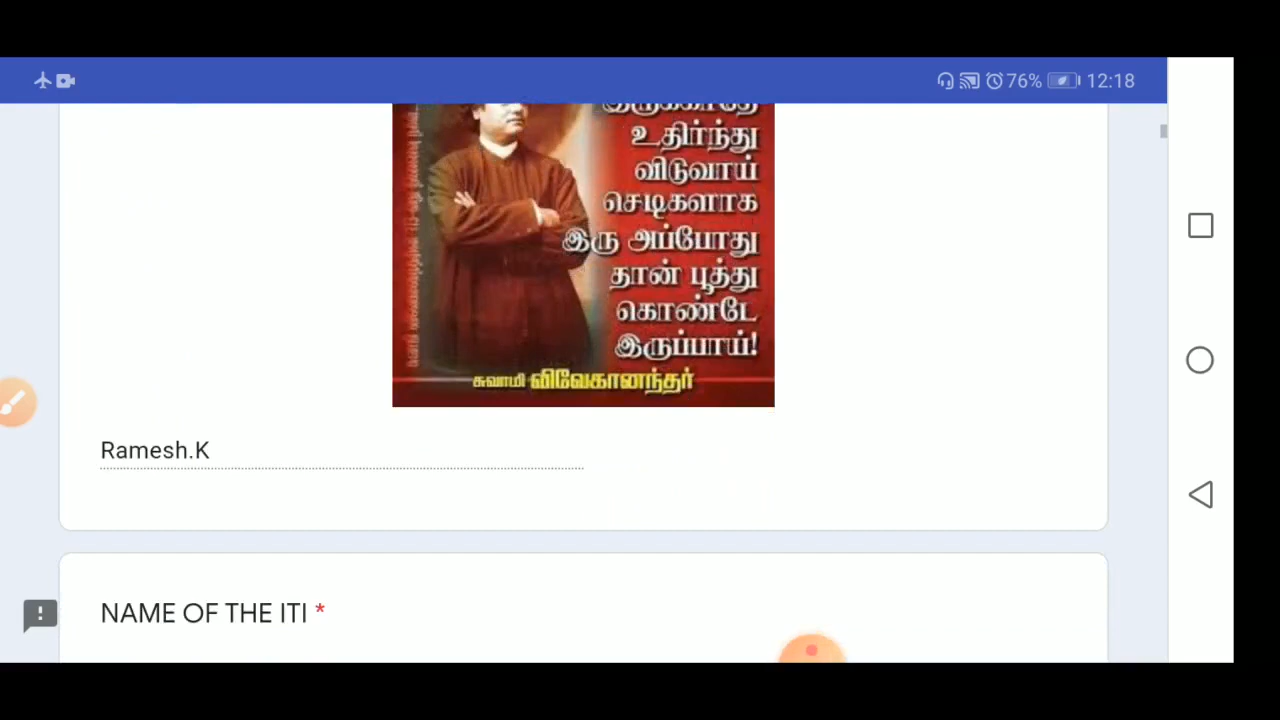 76% 12:18
உதிர்ந்து
விடுவாய்
செடிகளாக
இரு அப்போது
தான் பூத்து
கொண்டே
இருப்பாய்!
சுவாமி விவேகானந்தர்
Ramesh.K
NAME OF THE ITI *